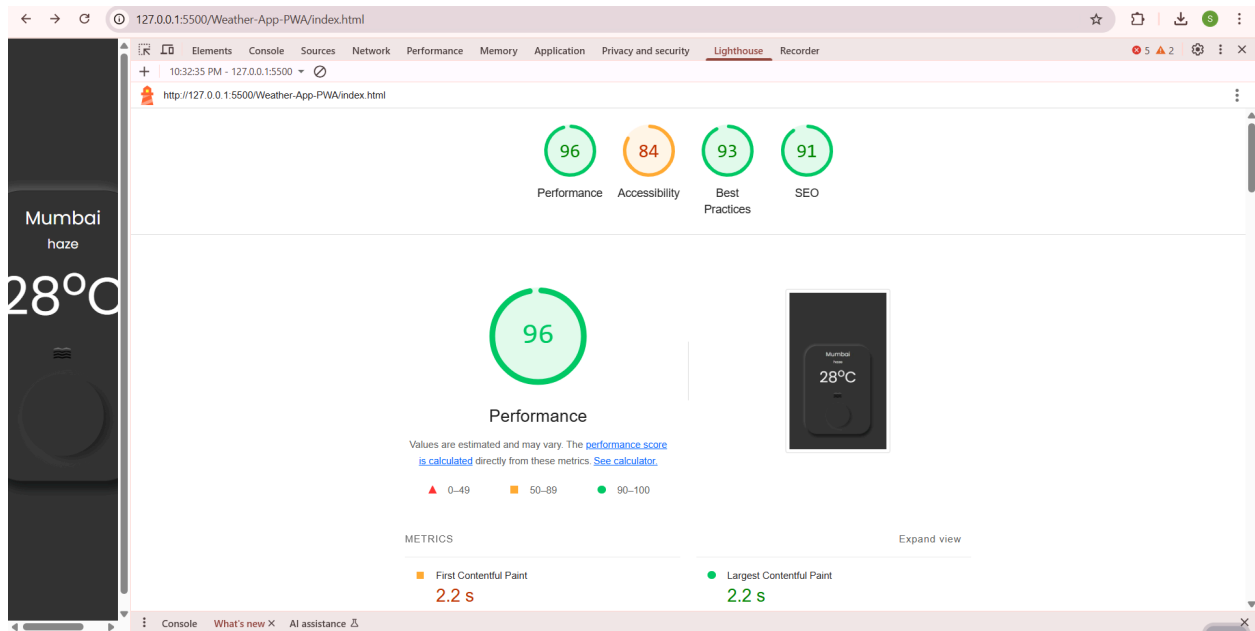 127.0.0.1:5500/Weather-App-PWA/index.html
S
Elements Console Sources Network Performance Memory Application Privacy and security Lighthouse Recorder
5 2
10:32:35 PM - 127.0.0.1:5500
http://127.0.0.1:5500/Weather-App-PWA/index.html
Mumbai
haze
28°C
96
84
93
91
Performance
Accessibility
Best
Practices
SEO
96
Performance
Values are estimated and may vary. The performance score
is calculated directly from these metrics. See calculator.
0–49
50–89
90–100
Mumbai
haze
28°C
METRICS
Expand view
First Contentful Paint
2.2 s
Largest Contentful Paint
2.2 s
Console What's new AI assistance